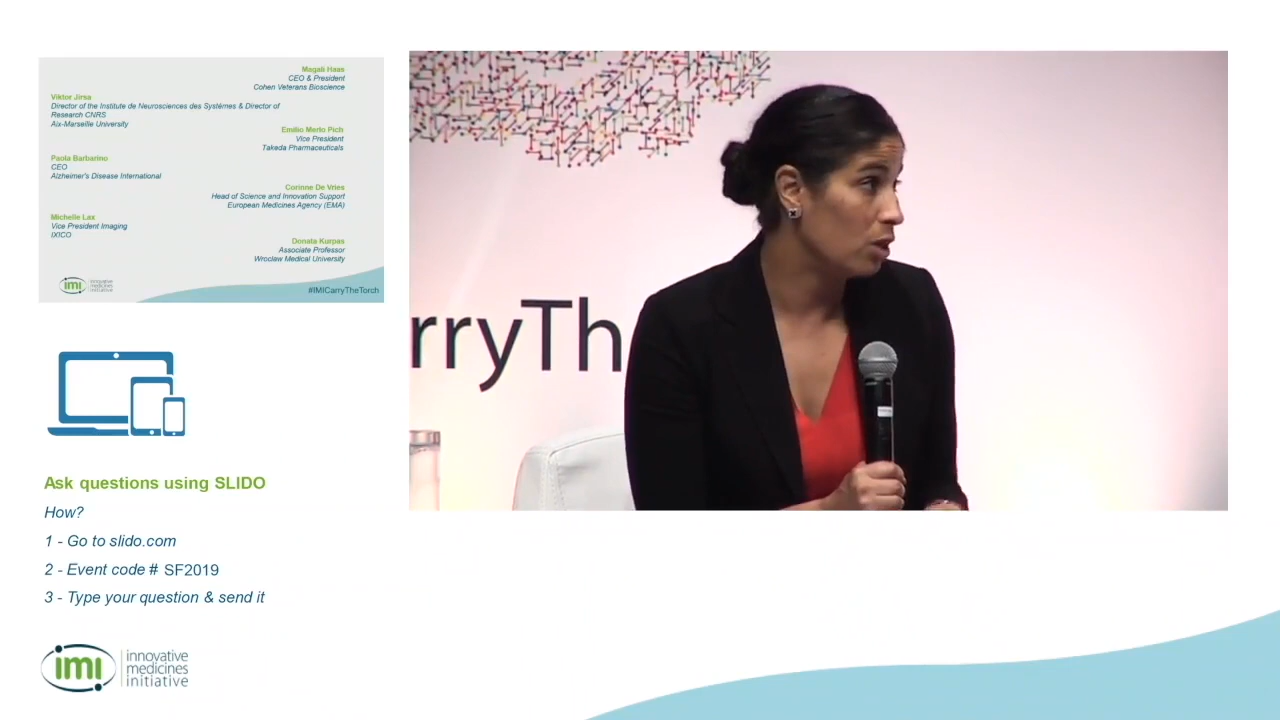 Magali Haas
CEO & President
Cohen Veterans Bioscience
Viktor Jirsa
Director of the Institute de Neurosciences des Systèmes & Director of
Research CNRS
Aix-Marseille University
Emilio Merlo Pich
Vice President
Takeda Pharmaceuticals
Paola Barbarino
CEO
Alzheimer's Disease International
Corinne De Vries
Head of Science and Innovation Support
European Medicines Agency (EMA)
Michelle Lax
Vice President Imaging
IXICO
Donata Kurpas
Associate Professor
Wroclaw Medical University
imi
innovative
medicines
initiative
#IMICarryTheTorch
rryTh
Ask questions using SLIDO
How?
1 - Go to slido.com
2 - Event code # SF2019
3 - Type your question & send it
imi
innovative
medicines
initiative